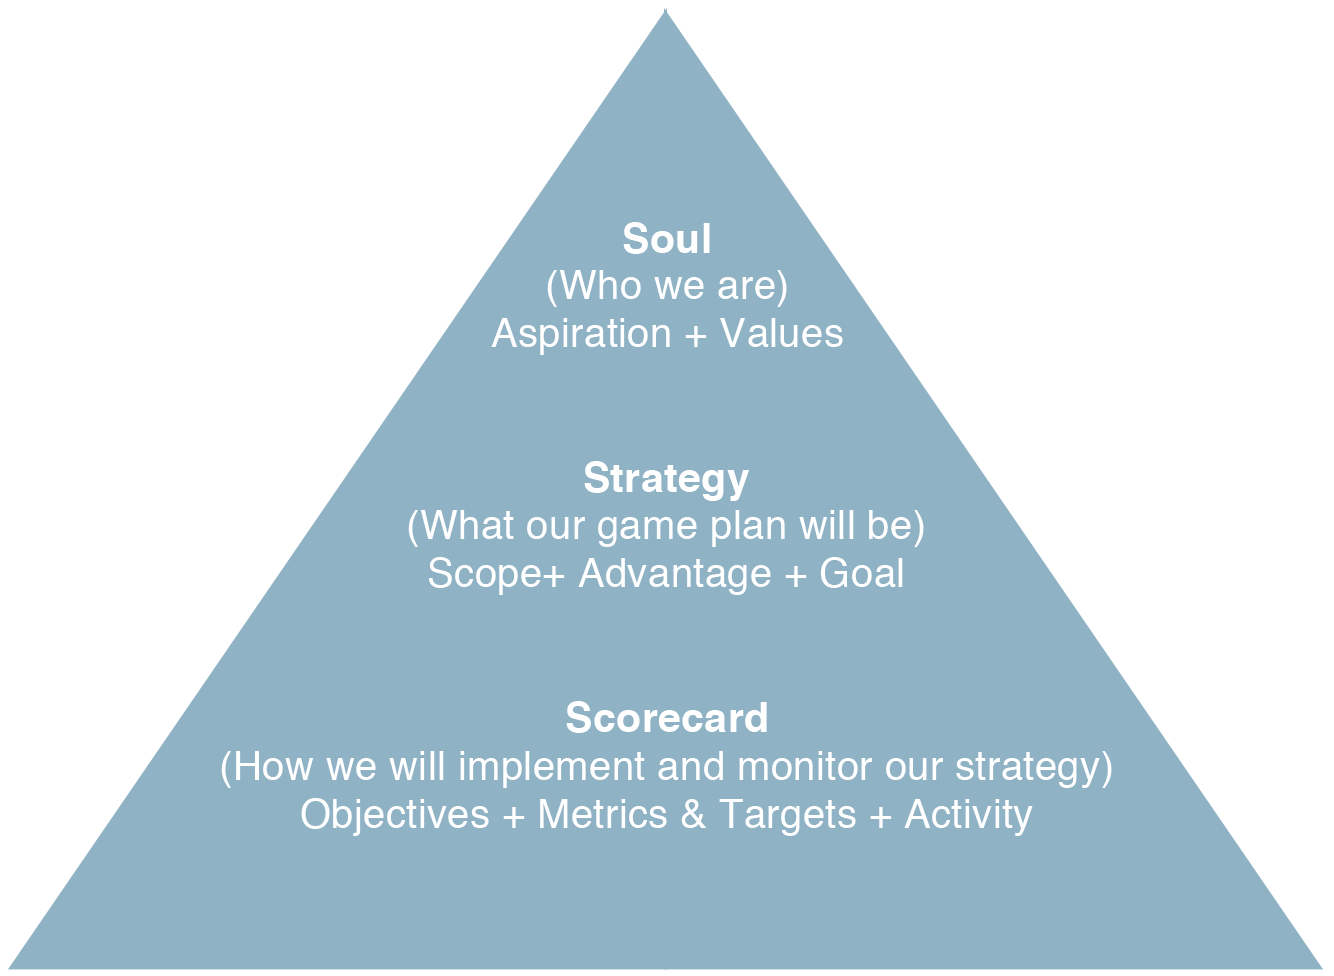 Soul
(Who we are)
Aspiration + Values
Strategy
(What our game plan will be)
Scope+ Advantage + Goal
Scorecard
(How we will implement and monitor our strategy)
Objectives + Metrics & Targets + Activity